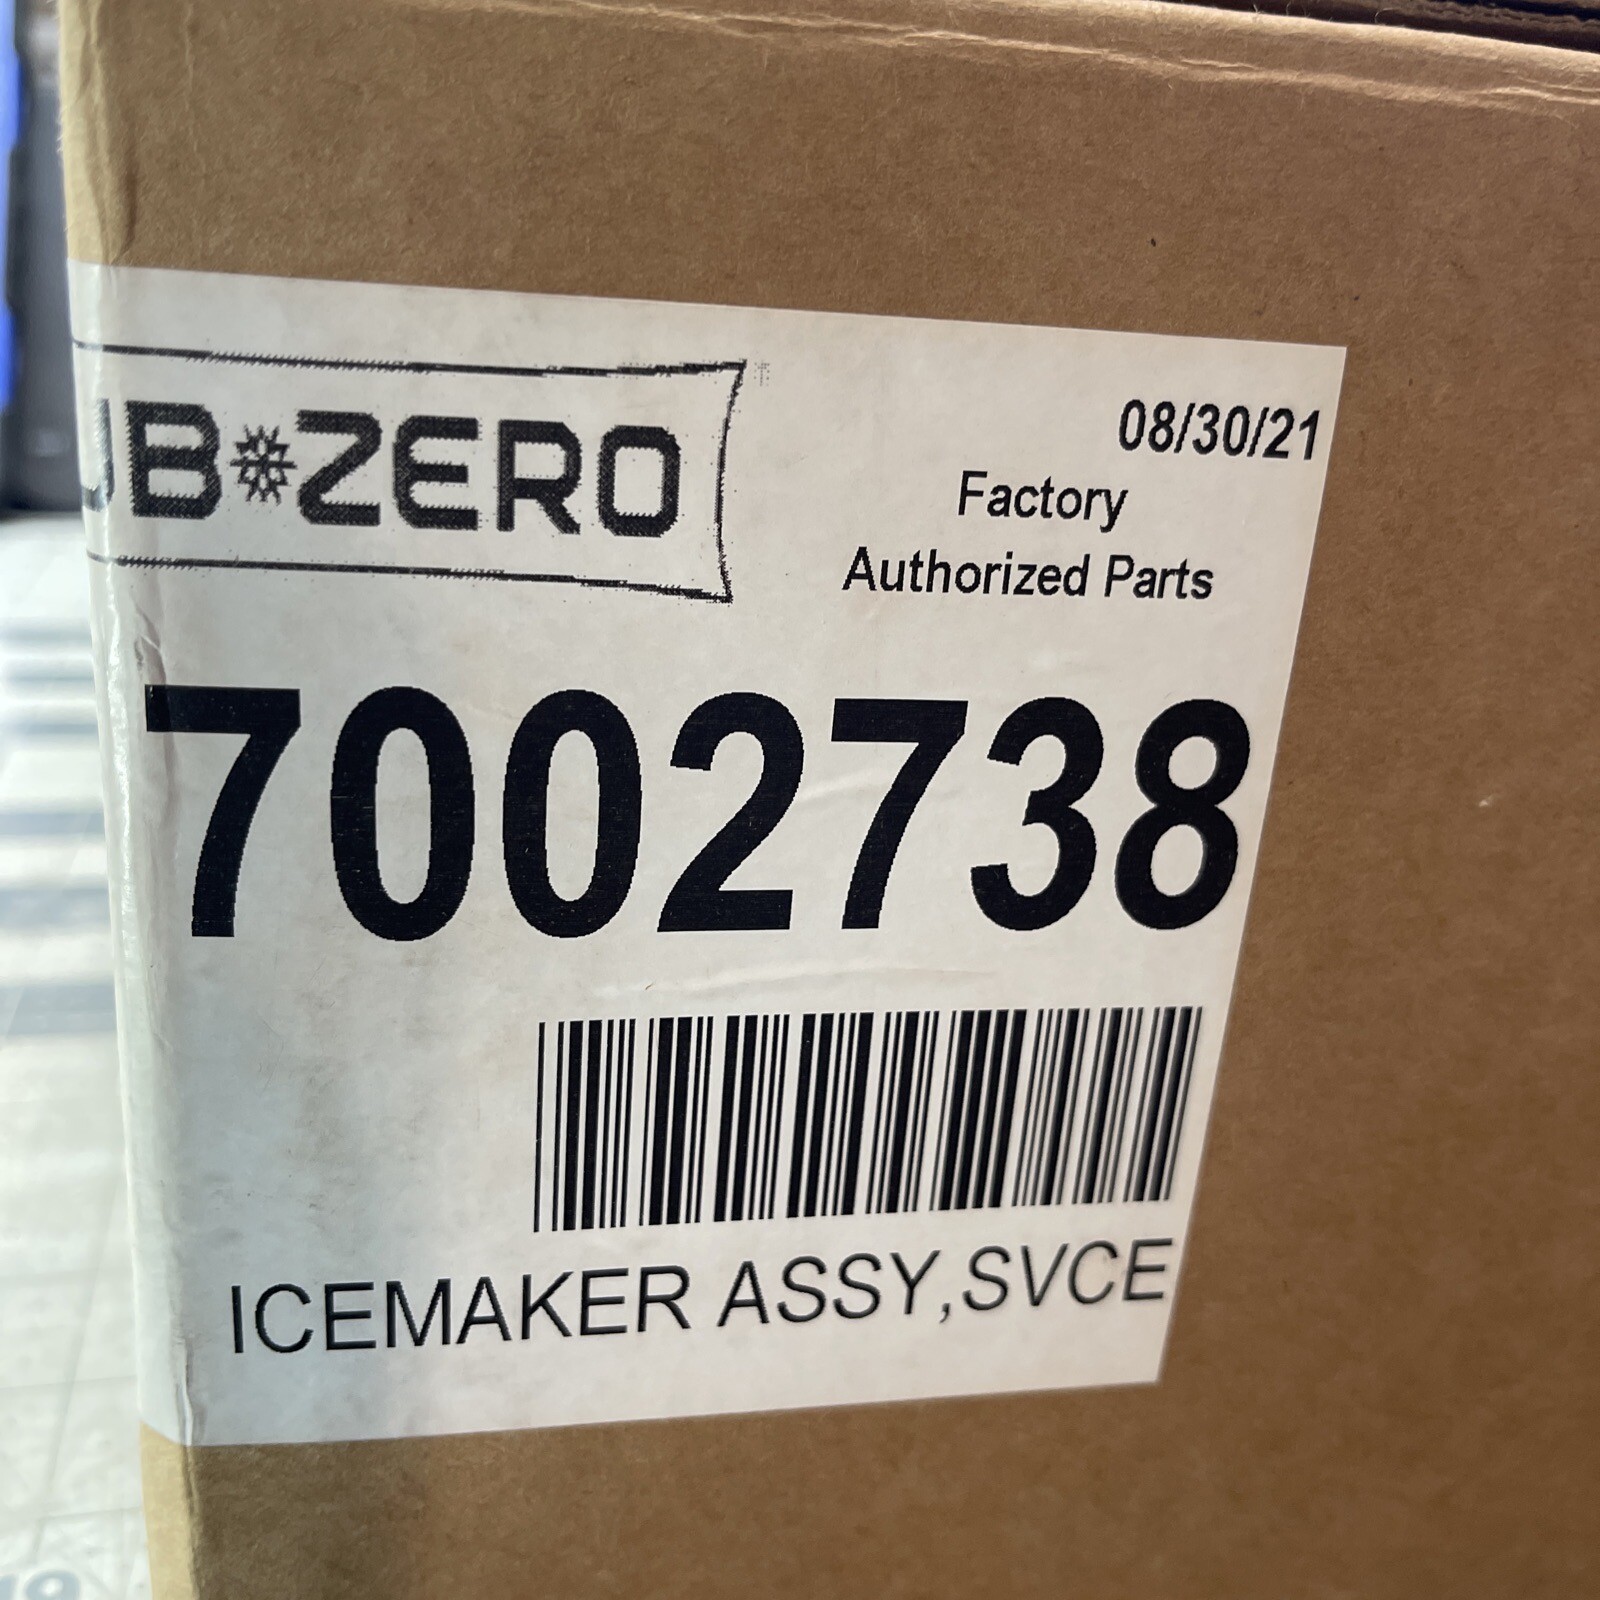 UB*ZERO
08/30/21
Factory
Authorized Parts
7002738
ICEMAKER ASSY,SVCE